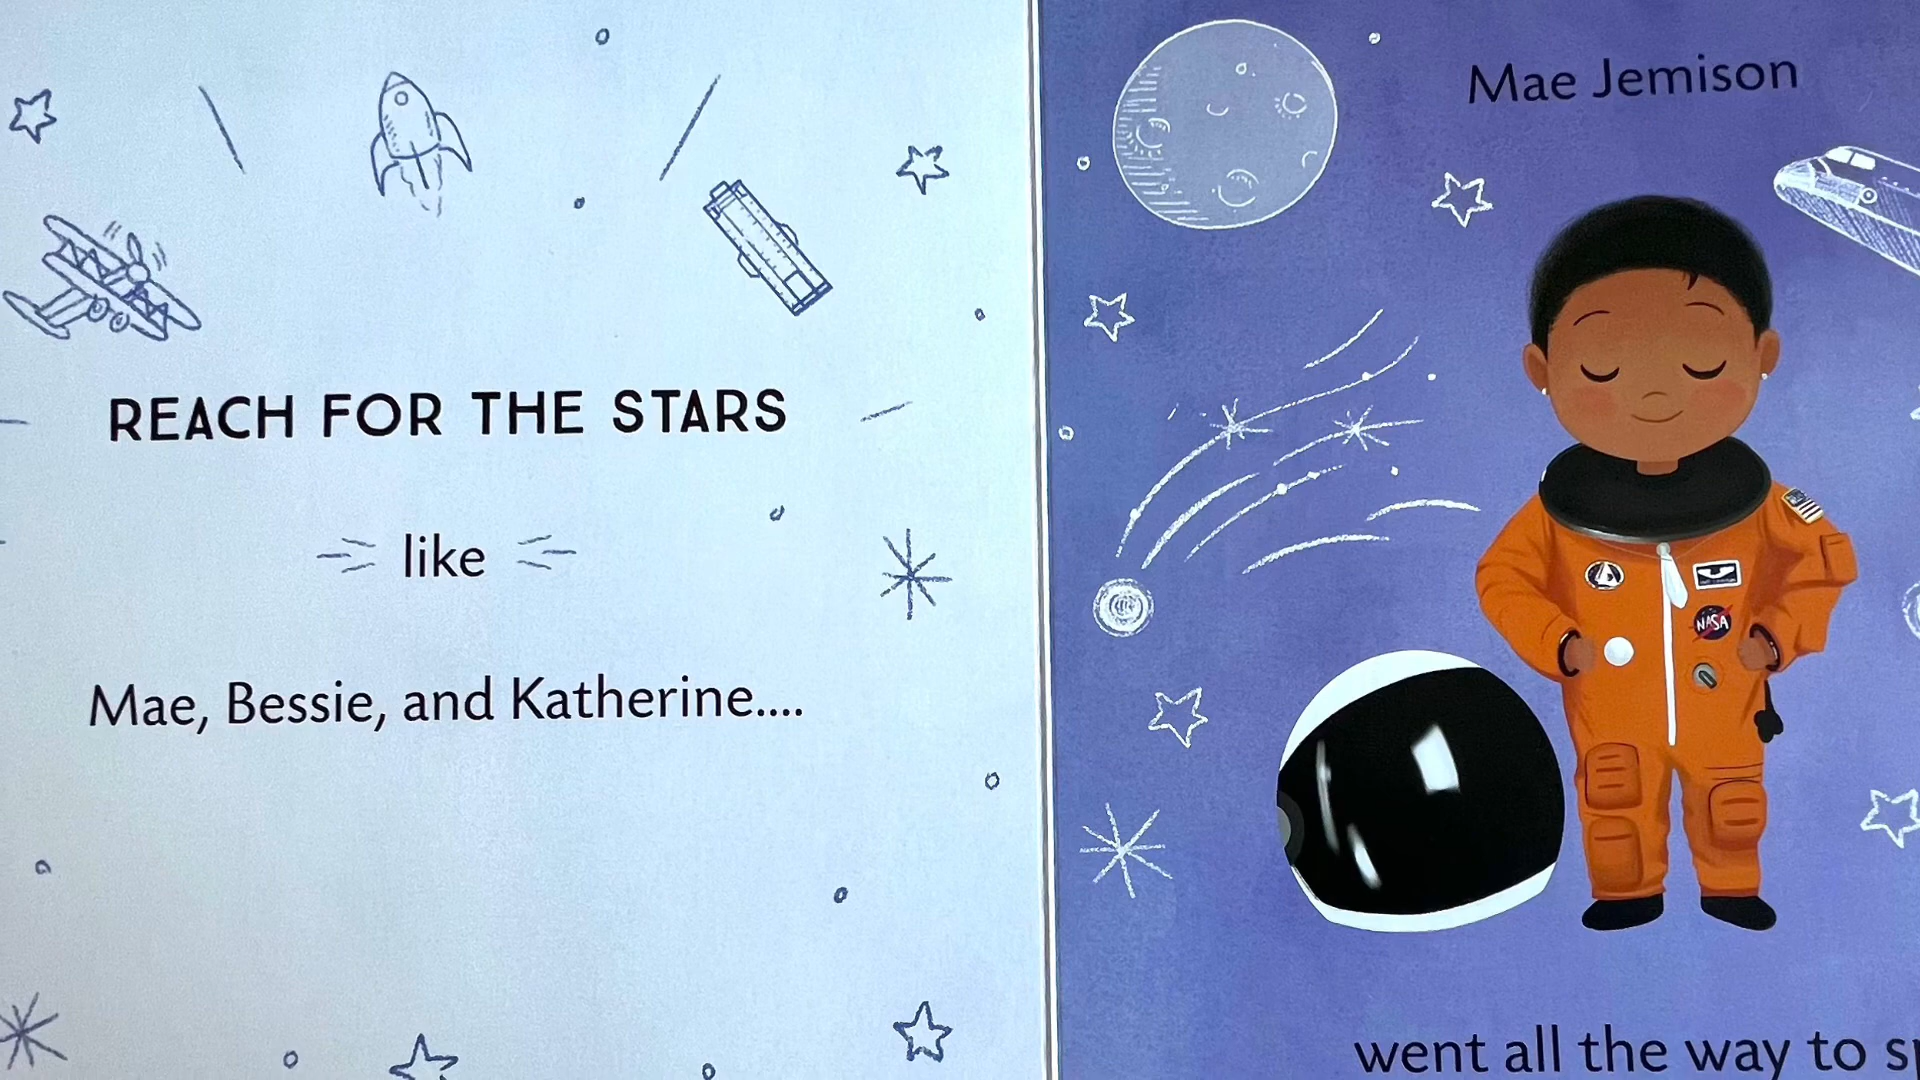 REACH FOR THE STARS
like
Mae, Bessie, and Katherine....
Mae Jemison
NASA
went all the way to